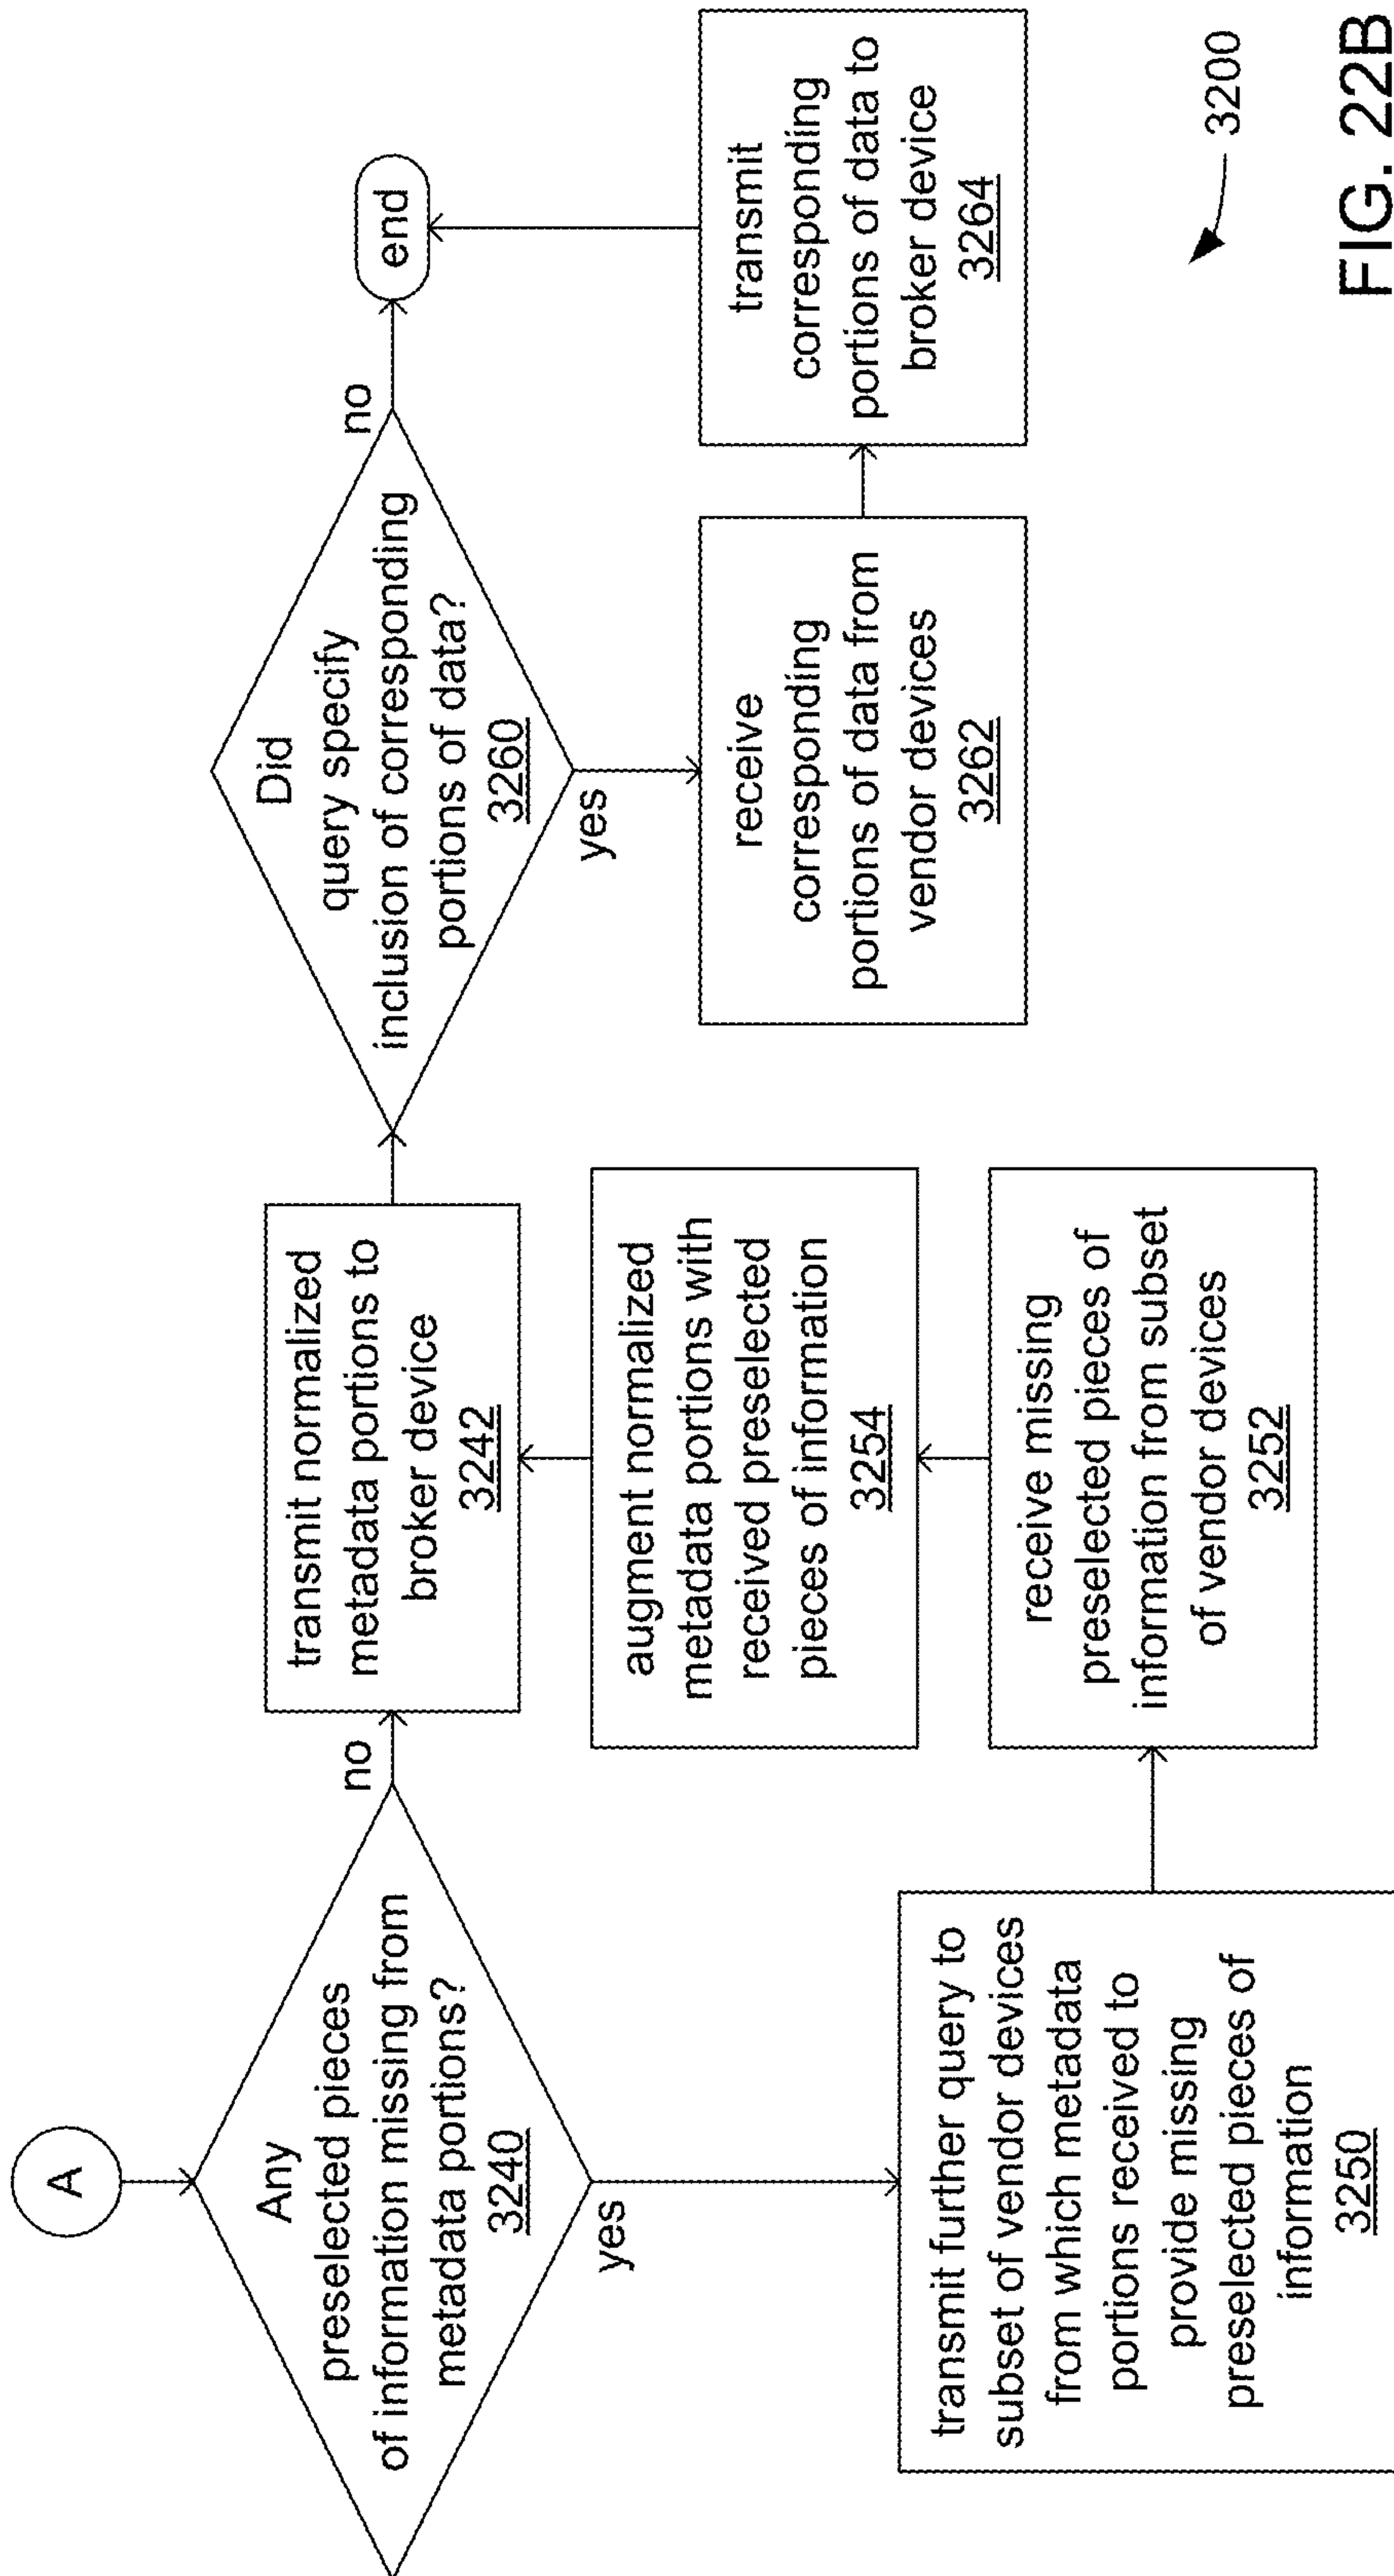 A
Any
preselected pieces
of information missing from
metadata portions?
3240
no
yes
transmit normalized
metadata portions to
broker device
3242
transmit further query to
subset of vendor devices
from which metadata
portions received to
provide missing
preselected pieces of
information
3250
receive missing
preselected pieces of
information from subset
of vendor devices
3252
augment normalized
metadata portions with
received preselected
pieces of information
3254
Did
query specify
inclusion of corresponding
portions of data?
3260
no
yes
end
receive
corresponding
portions of data from
vendor devices
3262
transmit
corresponding
portions of data to
broker device
3264
3200
FIG. 22B